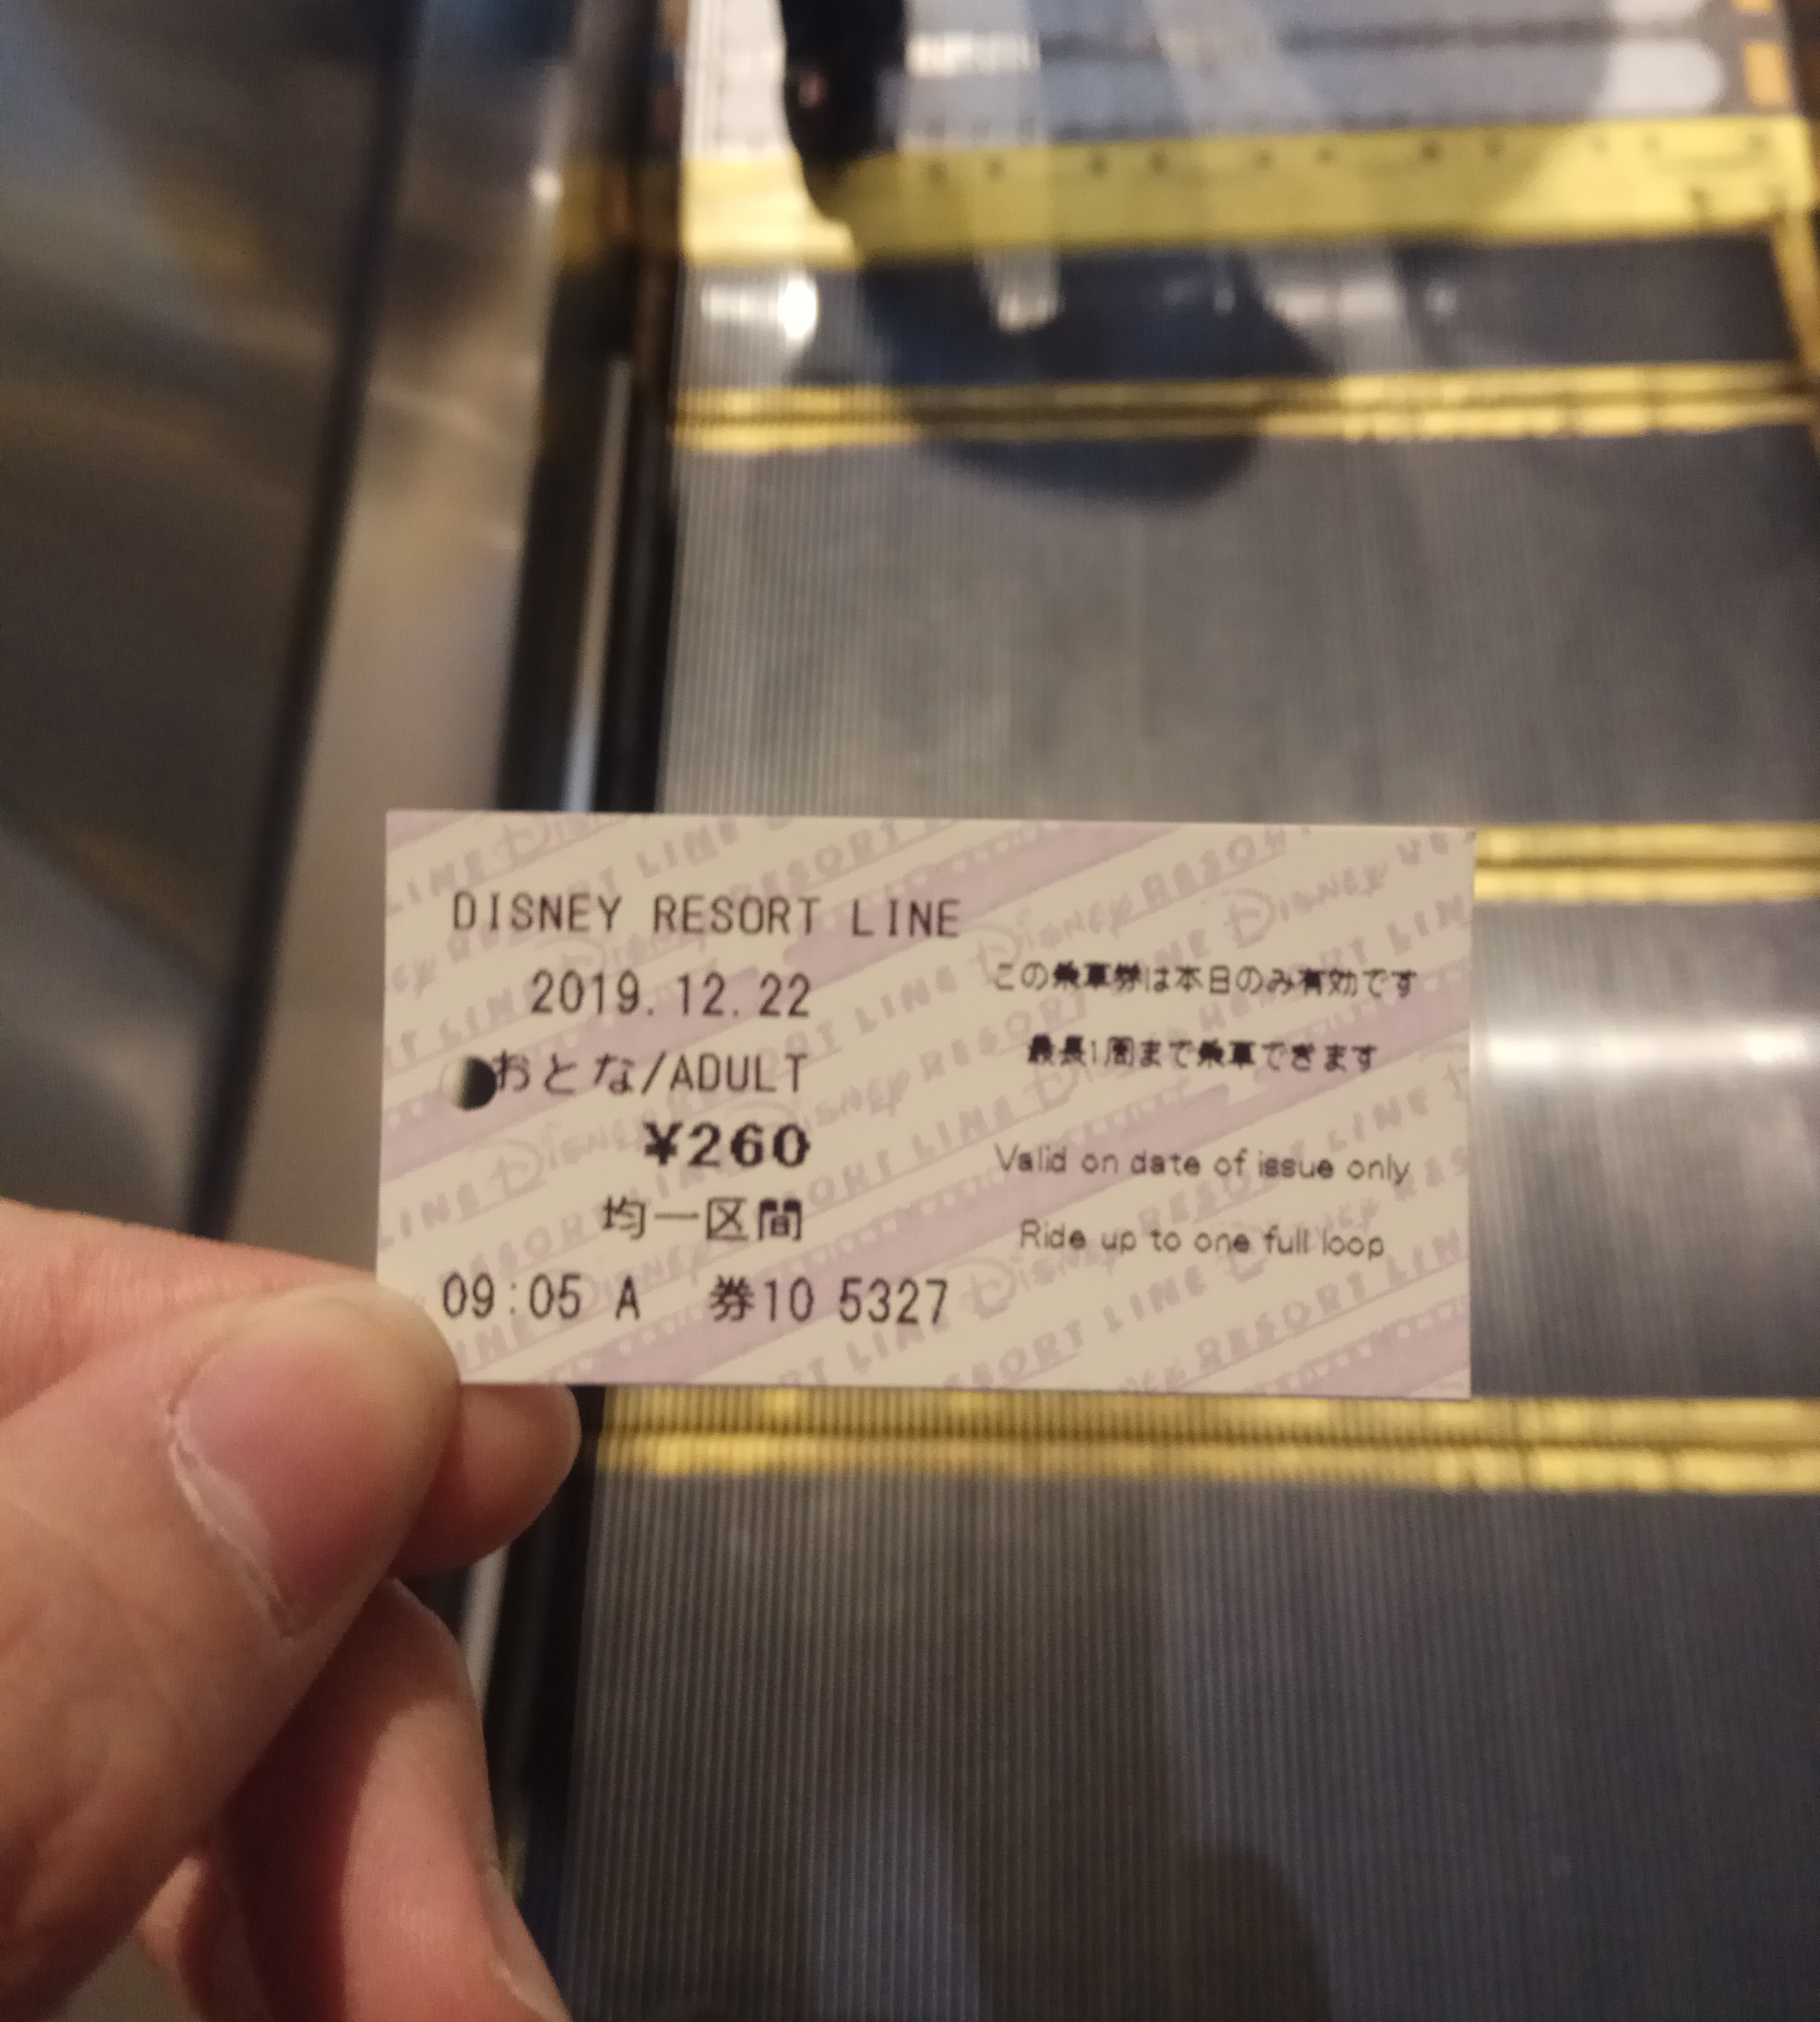 DISNEY RESORT LINE
2019.12.22
おとな/ADULT
¥260
均一区間
09:05 A 券10 5327
この乗車券は本日のみ有効です
最長1周まで乗車できます
Valid on date of issue only
Ride up to one full loop